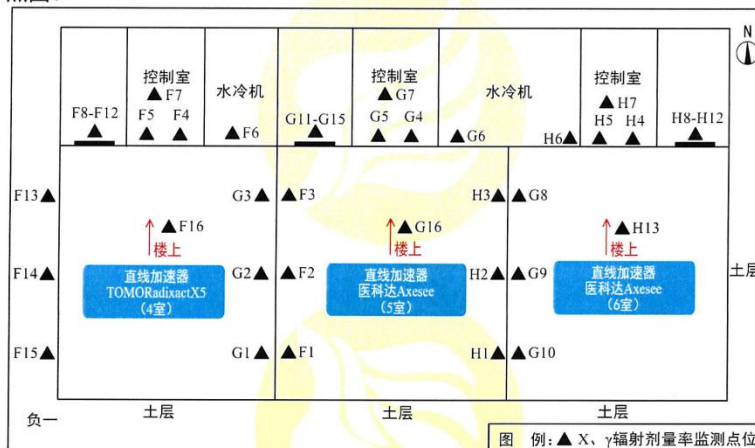 N
控制室
控制室
控制室
F7
水冷机
G7
水冷机
H7
F8-F12
F5
F4
F6
G11-G15
G5
G4
G6
H6
H5
H4
H8-H12
F13
G3
F3
H3
G8
F16
G16
H13
楼上
楼上
楼上
F14
直线加速器
TOMORadixactX5
(4室)
G2
F2
直线加速器
医科达Axesee
(5室)
H2
G9
直线加速器
医科达Axesee
(6室)
土层
F15
G1
F1
H1
G10
负一
土层
土层
土层
图 例:▲ X、γ辐射剂量率监测点位